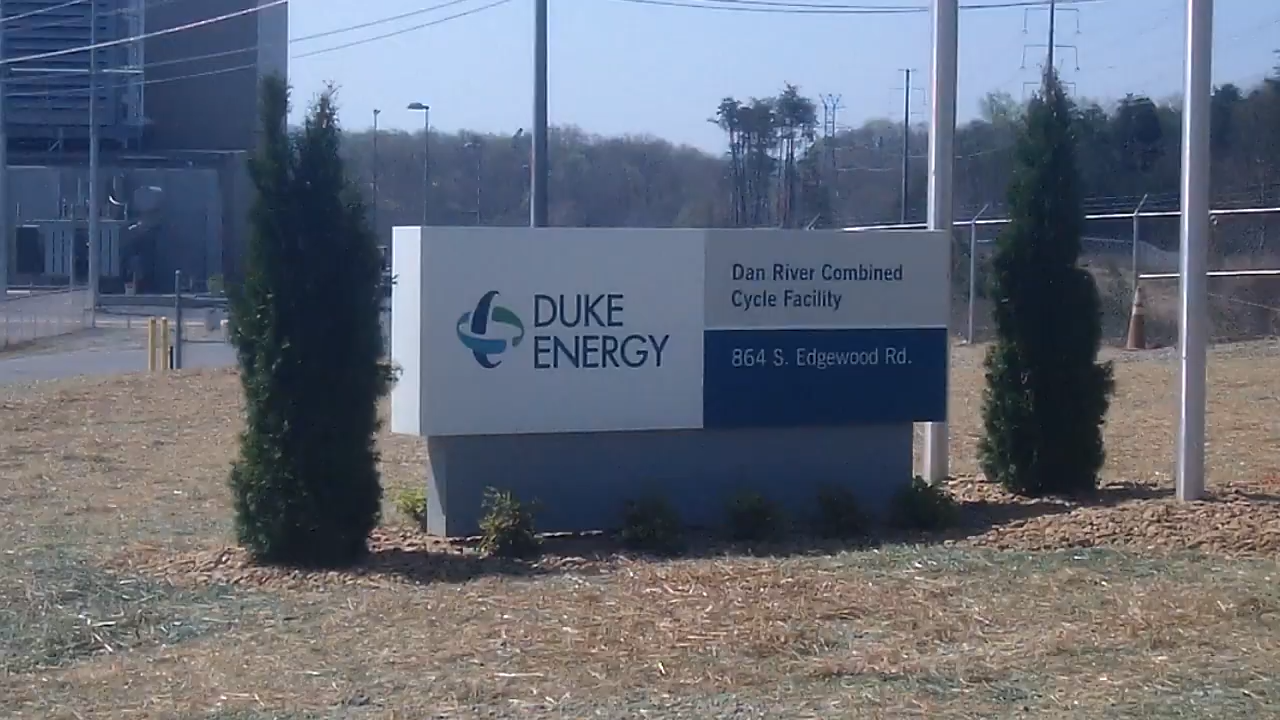 DUKE
ENERGY
Dan River Combined
Cycle Facility
864 S. Edgewood Rd.